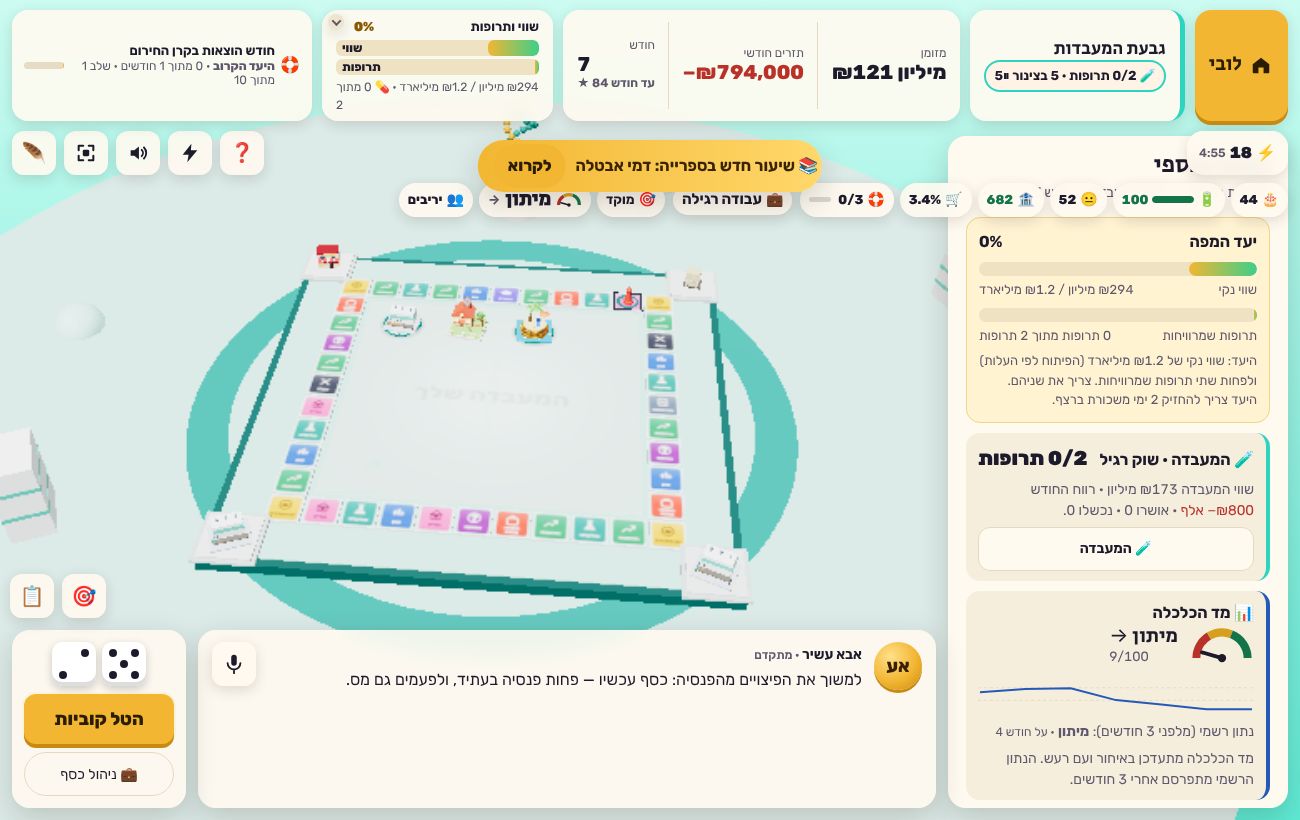 לובי
גבעת המעבדות
🧪 0/2 תרופות · 5 בצינור 5
מזומן
₪121 מיליון
תזרים חודשי
−₪794,000
חודש
7
עד חודש 84 ★
שווי ותרופות
0%
שווי
תרופות
₪294 מיליון / ₪1.2 מיליארד · 💊 0 מתוך 2
חודש הוצאות בקרן החירום
היעד הקרוב · 0 מתוך 1 חודשים · שלב 1 מתוך 10
⚡ 18 4:55
📚 שיעור חדש בספרייה: דמי אבטלה
לקרוא
44
100
52
682
3.4%
0/3
💼 עבודה רגילה
🎯 מוקד
מיתון →
👥 יריבים
יעד המפה
0%
שווי נקי
₪294 מיליון / ₪1.2 מיליארד
תרופות שמרוויחות
0 תרופות מתוך 2 תרופות
היעד: שווי נקי של ₪1.2 מיליארד (הפיתוח לפי העלות)
ולפחות שתי תרופות שמרוויחות. צריך את שניהם.
היעד צריך להחזיק 2 ימי משכורת ברצף.
🧪 המעבדה · שוק רגיל
0/2 תרופות
שווי המעבדה ₪173 מיליון · רווח החודש
−₪800 אלף · אושרו 0 · נכשלו 0.
🧪 המעבדה
📊 מד הכלכלה
מיתון →
9/100
נתון רשמי (מלפני 3 חודשים): מיתון · על חודש 4
מד הכלכלה מתעדכן באיחור ועם רעש. הנתון
הרשמי מתפרסם אחרי 3 חודשים.
המעבדה שלך
אע
אבא עשיר · מתקדם
למשוך את הפיצויים מהפנסיה: כסף עכשיו — פחות פנסיה בעתיד, ולפעמים גם מס.
הטל קוביות
💼 ניהול כסף